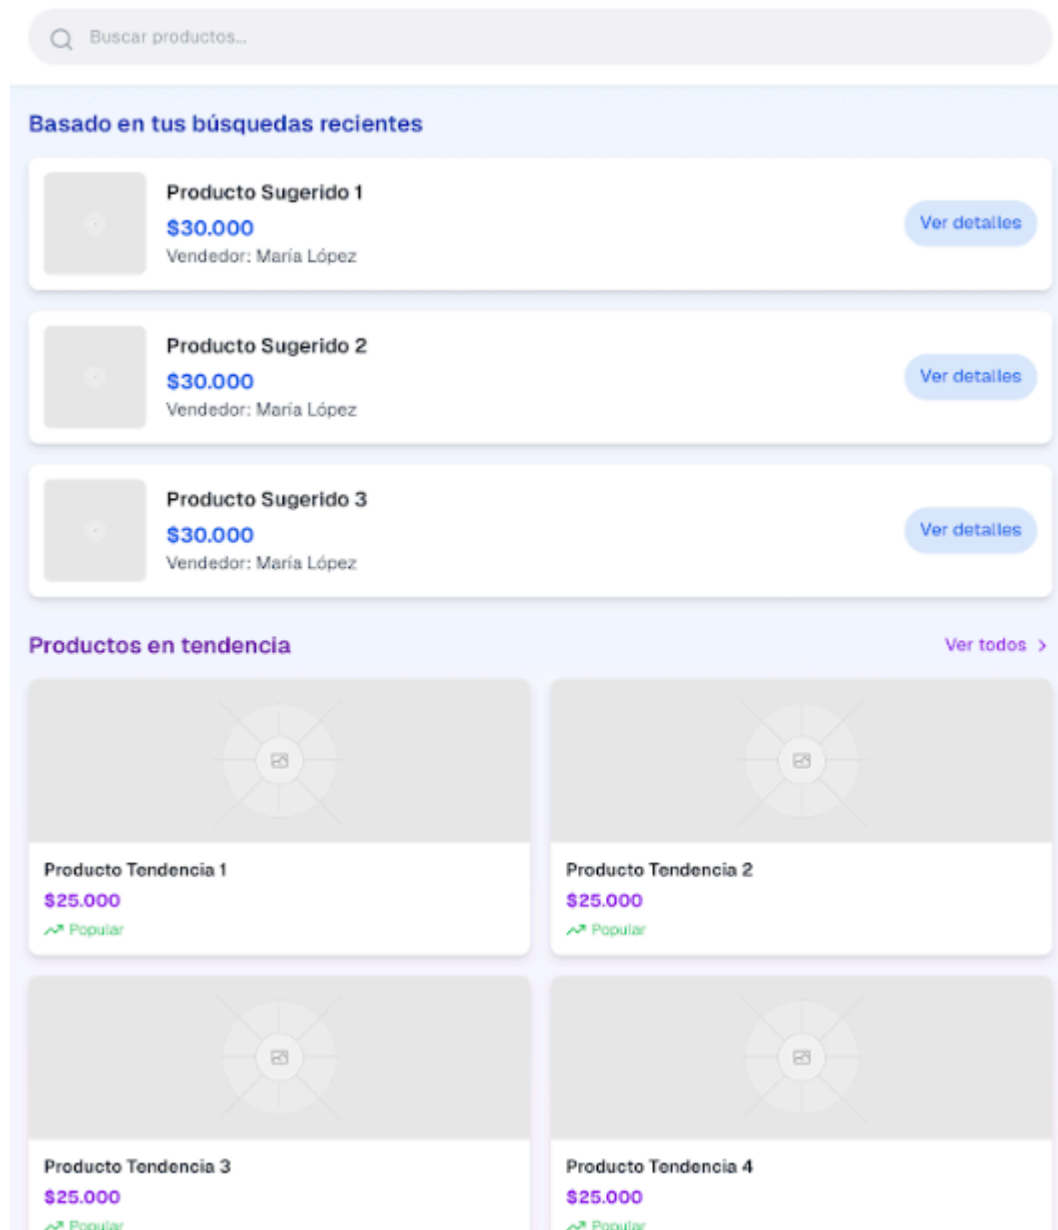 Buscar productos...
Basado en tus búsquedas recientes
Producto Sugerido 1
$30.000
Vendedor: María López
Ver detalles
Producto Sugerido 2
$30.000
Vendedor: María López
Ver detalles
Producto Sugerido 3
$30.000
Vendedor: María López
Ver detalles
Productos en tendencia
Ver todos
Producto Tendencia 1
$25.000
Popular
Producto Tendencia 2
$25.000
Popular
Producto Tendencia 3
$25.000
Popular
Producto Tendencia 4
$25.000
Popular